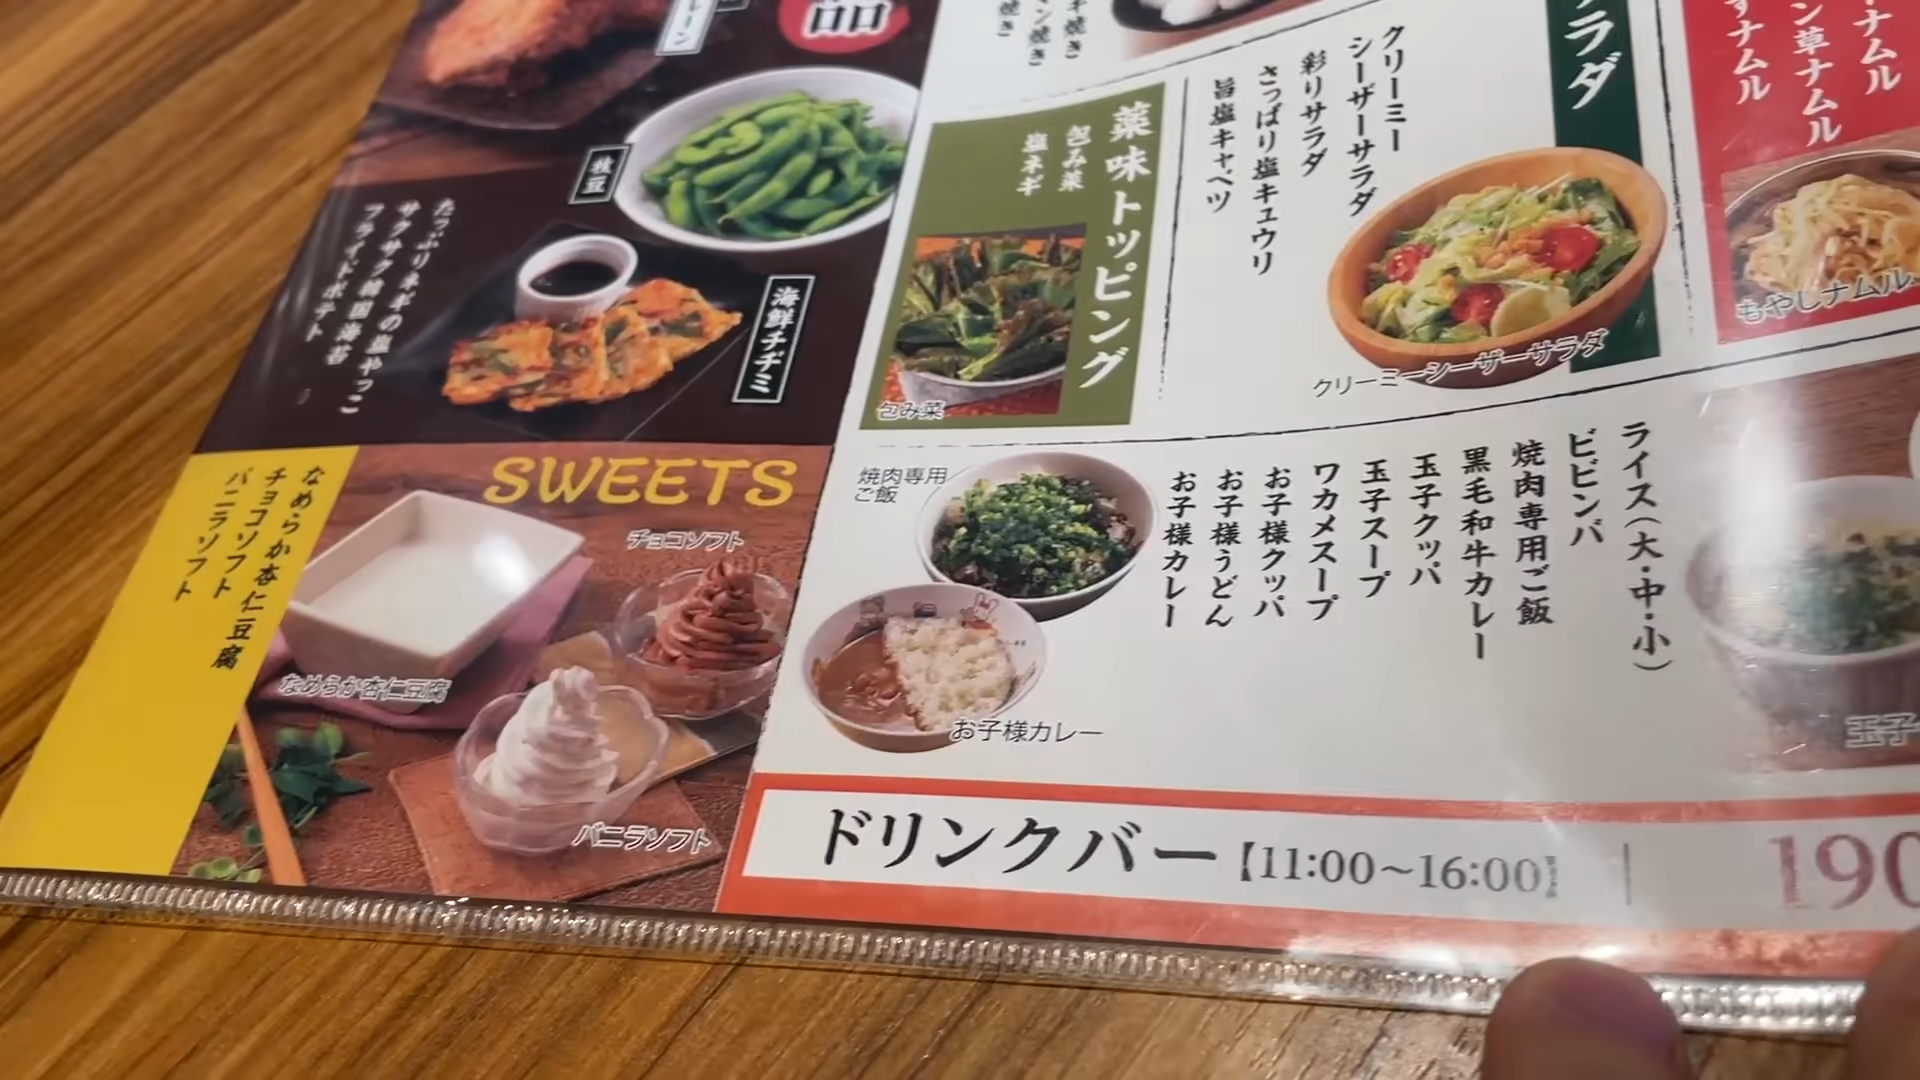 品
枝豆
海鮮チヂミ
たっぷりネギの塩やっこ
サクサク韓国海苔
フライドポテト
薬味トッピング
包み菜
塩ネギ
包み菜
ラダ
クリーミー
シーザーサラダ
彩りサラダ
さっぱり塩キュウリ
旨塩キャベツ
クリーミーシーザーサラダ
ナムル
ン草ナムル
すナムル
もやしナムル
SWEETS
なめらか杏仁豆腐
チョコソフト
バニラソフト
チョコソフト
なめらか杏仁豆腐
バニラソフト
焼肉専用
ご飯
お子様カレー
ライス(大・中・小)
ビビンバ
焼肉専用ご飯
黒毛和牛カレー
玉子クッパ
玉子スープ
ワカメスープ
お子様クッパ
お子様うどん
お子様カレー
玉子
ドリンクバー【11:00~16:00】
190